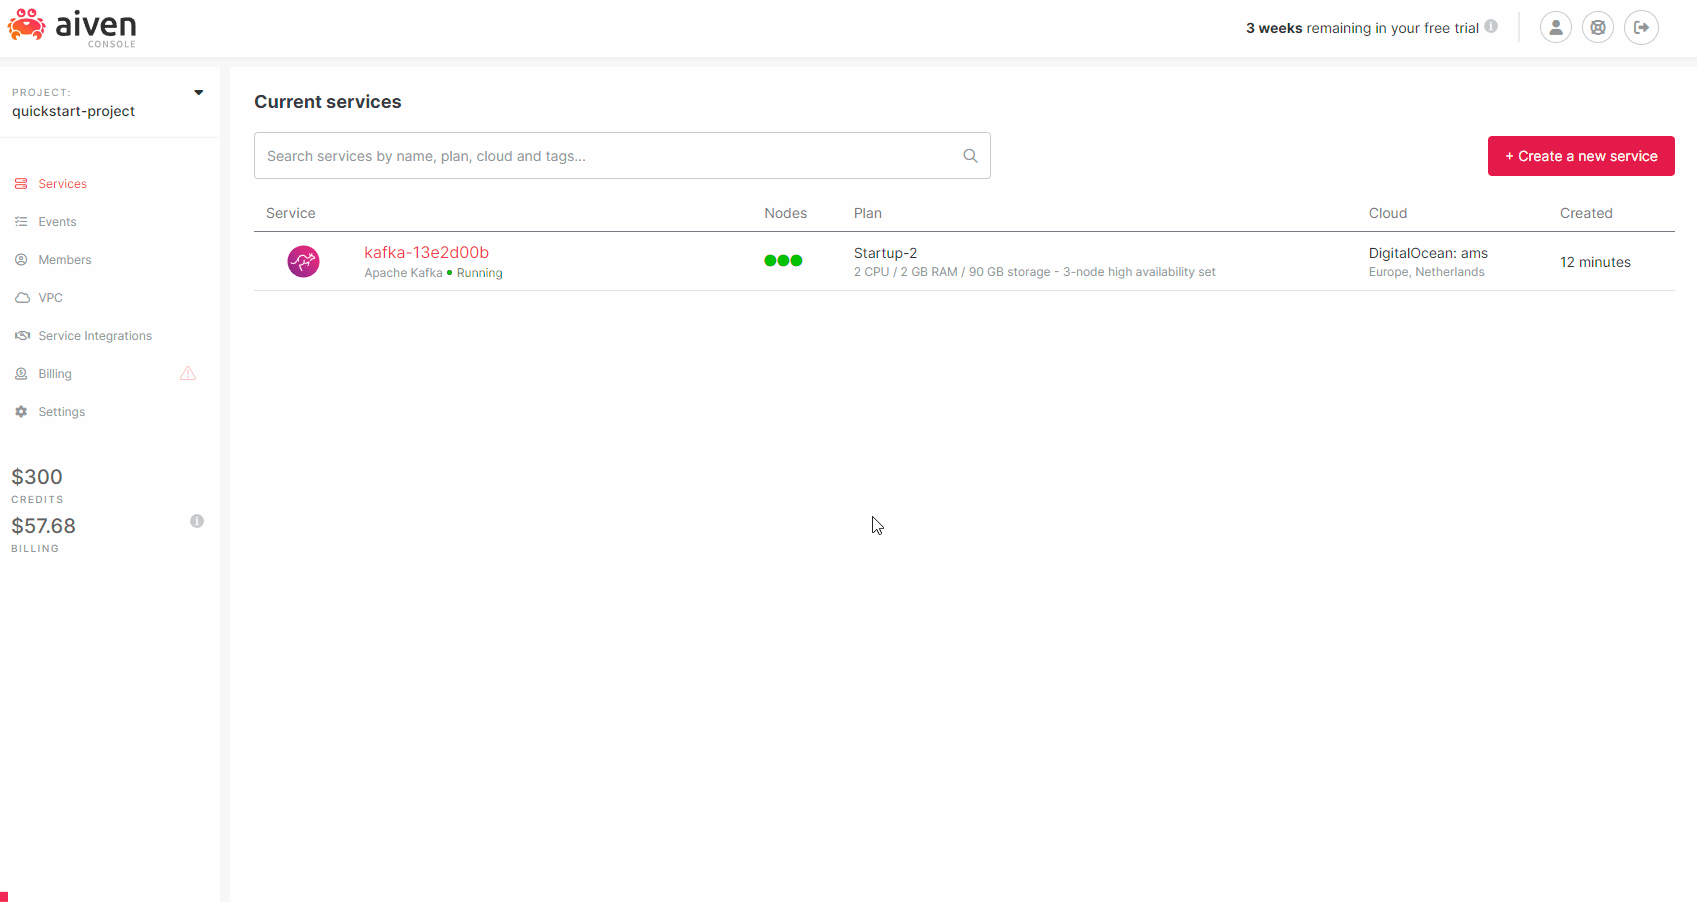 aiven
CONSOLE
3 weeks remaining in your free trial
PROJECT:
quickstart-project
Services
Events
Members
VPC
Service Integrations
Billing
Settings
$300
CREDITS
$57.68
BILLING
Current services
Search services by name, plan, cloud and tags...
+ Create a new service
Service Nodes Plan Cloud Created
kafka-13e2d00b Startup-2 DigitalOcean: ams 12 minutes
Apache Kafka Running 2 CPU / 2 GB RAM / 90 GB storage - 3-node high availability set Europe, Netherlands